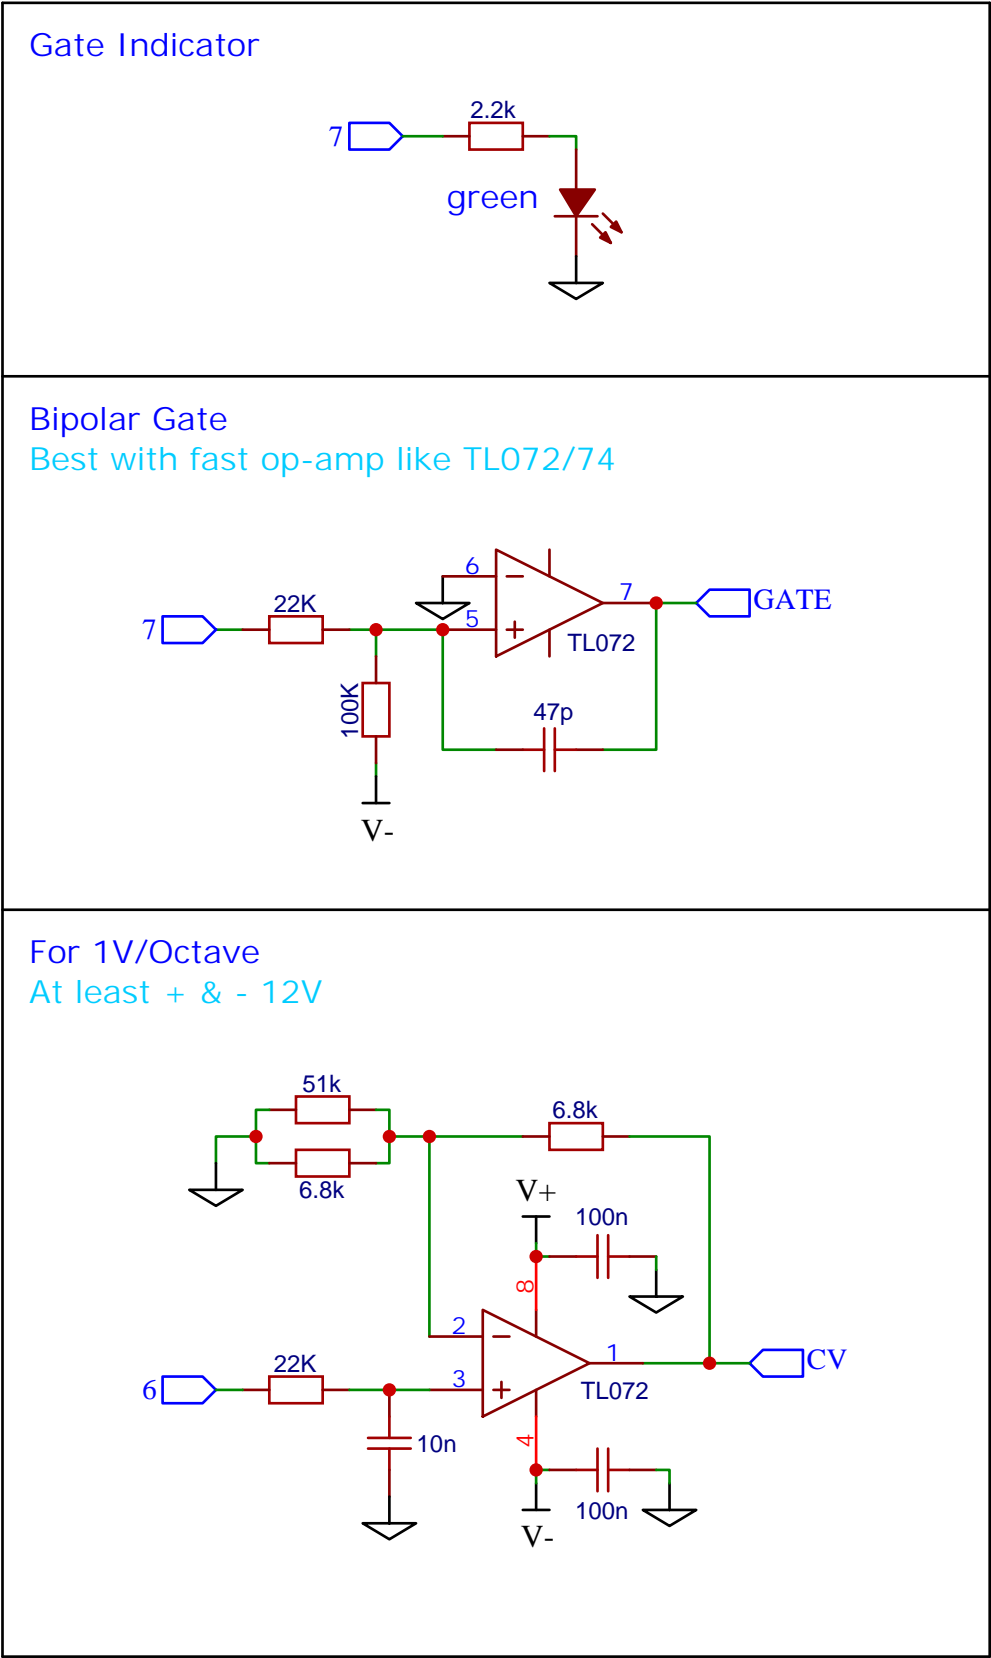 Gate Indicator
2.2k
7
green
Bipolar Gate
Best with fast op-amp like TL072/74
6
7
GATE
22K
5
7
TL072
100K
47p
V-
For 1V/Octave
At least + & - 12V
51k
6.8k
6.8k
V+
100n
8
2
1
CV
22K
3
6
TL072
4
10n
100n
V-